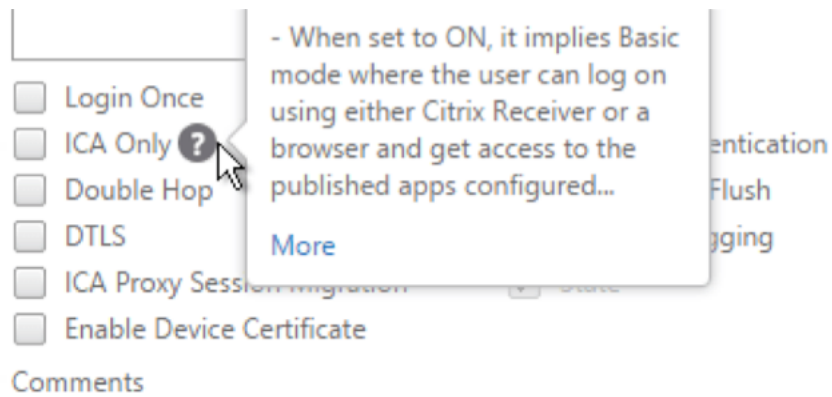 - When set to ON, it implies Basic
mode where the user can log on
using either Citrix Receiver or a
browser and get access to the
published apps configured...
More
Login Once
ICA Only ?
entication
Double Hop
Flush
DTLS
gging
ICA Proxy Session Migration
State
Enable Device Certificate
Comments